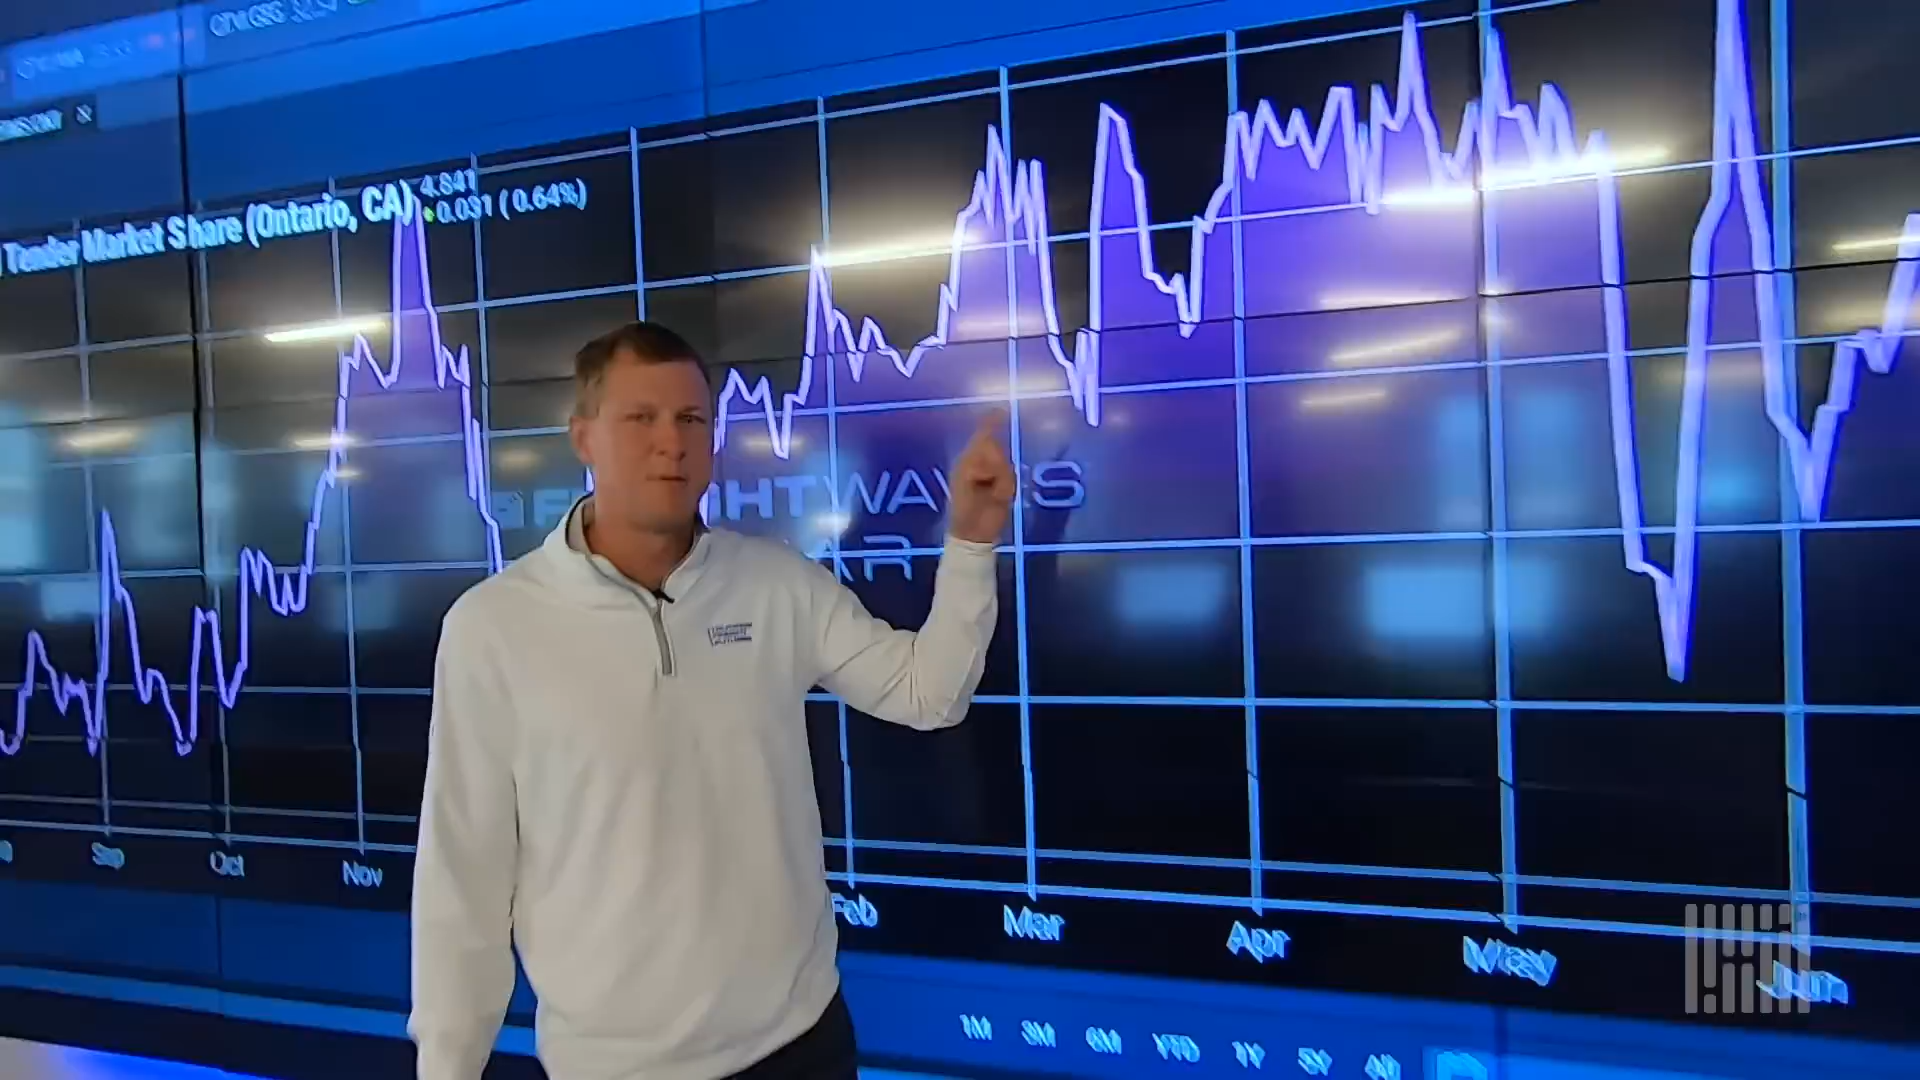 Tender Market Share (Ontario, CA) 4.841
0.031 (0.64%)
FREIGHTWAVES
Sep Oct Nov Feb Mar Apr May Jun
1M 3M 6M YTD 1Y 5Y All